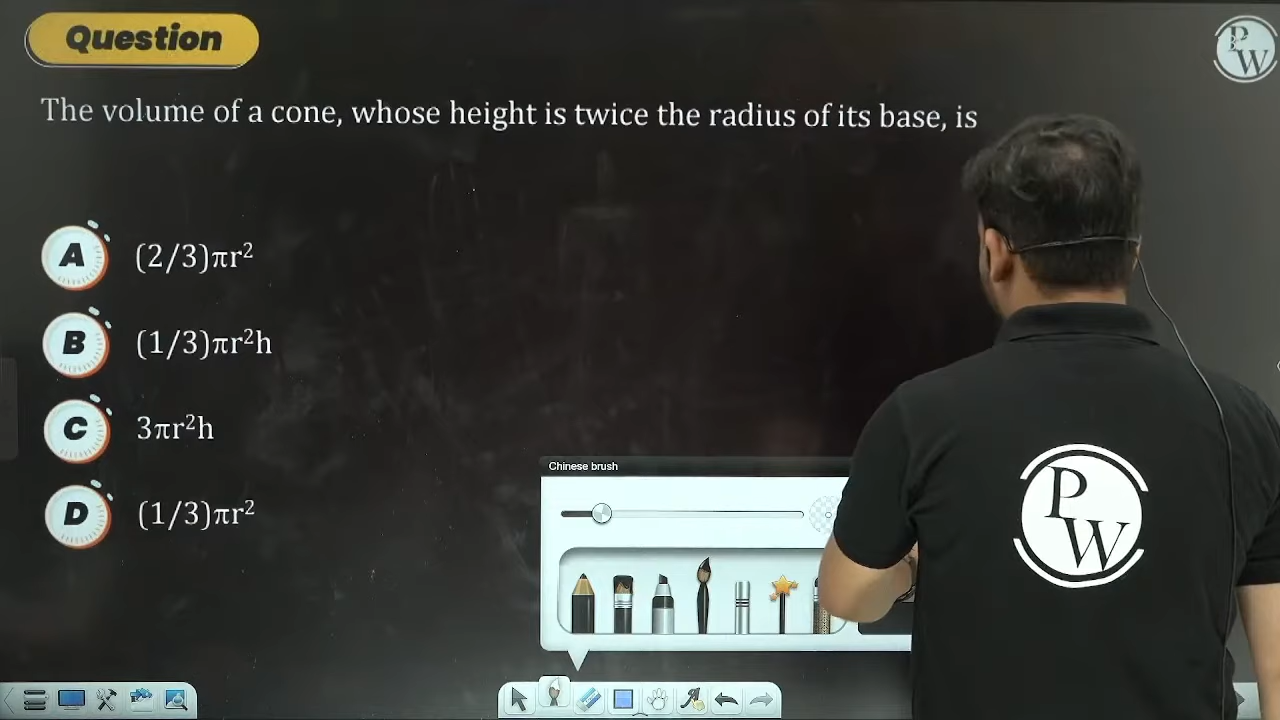 Question
PW
The volume of a cone, whose height is twice the radius of its base, is
A (2/3)πr²
B (1/3)πr²h
C 3πr²h
D (1/3)πr²
Chinese brush
PW